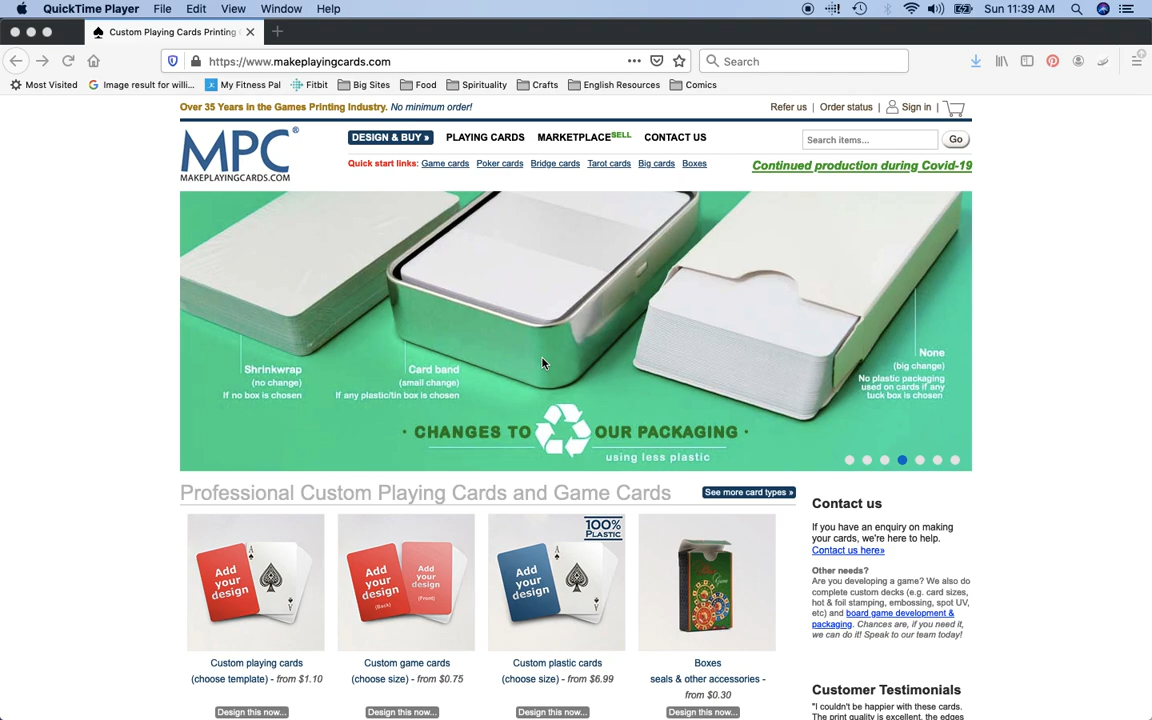 QuickTime Player File Edit View Window Help Sun 11:39 AM
Custom Playing Cards Printing
https://www.makeplayingcards.com Search
Most Visited Image result for willi... My Fitness Pal Fitbit Big Sites Food Spirituality Crafts English Resources Comics
Over 35 Years in the Games Printing Industry. No minimum order! Refer us | Order status | Sign in |
MPC®
MAKEPLAYINGCARDS.COM
DESIGN & BUY » PLAYING CARDS MARKETPLACE SELL CONTACT US Search items... Go
Quick start links: Game cards Poker cards Bridge cards Tarot cards Big cards Boxes
Continued production during Covid-19
Shrinkwrap
(no change)
If no box is chosen
Card band
(small change)
If any plastic/tin box is chosen
None
(big change)
No plastic packaging
used on cards if any
tuck box is chosen
· CHANGES TO OUR PACKAGING ·
using less plastic
Professional Custom Playing Cards and Game Cards See more card types »
Add
your
design
A
A
Add
your
design
(Back)
Add
your
design
(Front)
100%
PLASTIC
Add
your
design
A
A
Custom playing cards
(choose template) - from $1.10
Design this now...
Custom game cards
(choose size) - from $0.75
Design this now...
Custom plastic cards
(choose size) - from $6.99
Design this now...
Boxes
seals & other accessories -
from $0.30
Design this now...
Contact us
If you have an enquiry on making
your cards, we're here to help.
Contact us here»
Other needs?
Are you developing a game? We also do
complete custom decks (e.g. card sizes,
hot & foil stamping, embossing, spot UV,
etc) and board game development &
packaging. Chances are, if you need it,
we can do it! Speak to our team today!
Customer Testimonials
"I couldn't be happier with these cards.
The print quality is excellent, the edges